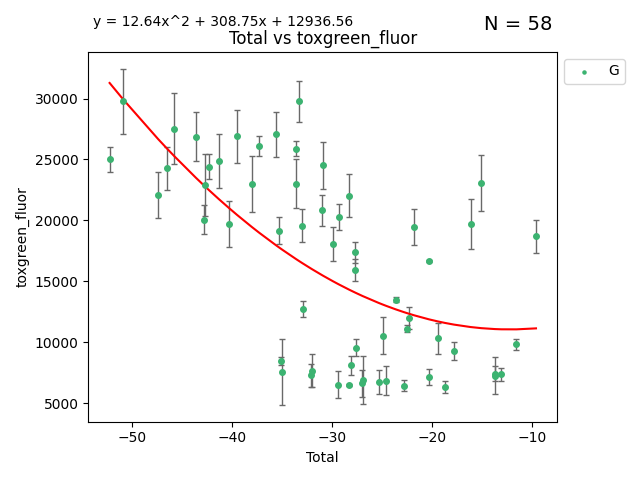 y = 12.64x^2 + 308.75x + 12936.56
N = 58
Total vs toxgreen_fluor
G
toxgreen_fluor
30000
25000
20000
15000
10000
5000
−50
−40
−30
−20
−10
Total